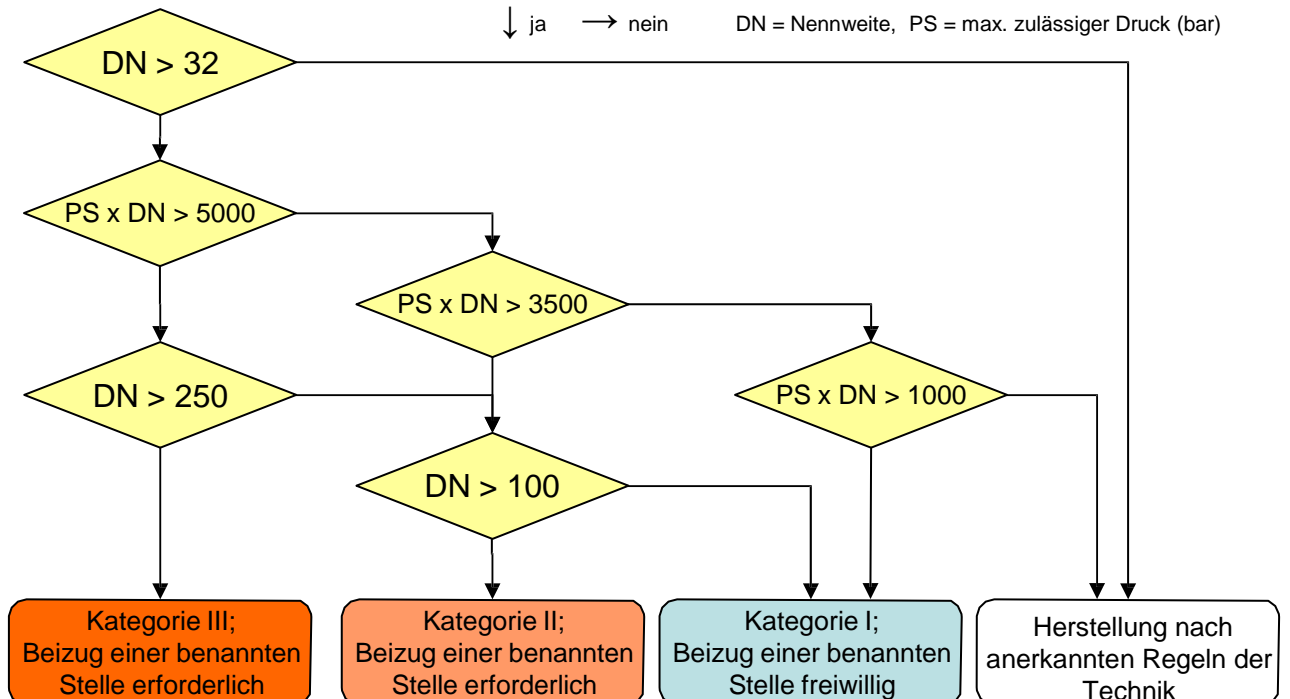 ↓ ja → nein DN = Nennweite, PS = max. zulässiger Druck (bar)
DN > 32
PS x DN > 5000
PS x DN > 3500
DN > 250
PS x DN > 1000
DN > 100
Kategorie III;
Beizug einer benannten
Stelle erforderlich
Kategorie II;
Beizug einer benannten
Stelle erforderlich
Kategorie I;
Beizug einer benannten
Stelle freiwillig
Herstellung nach
anerkannten Regeln der
Technik